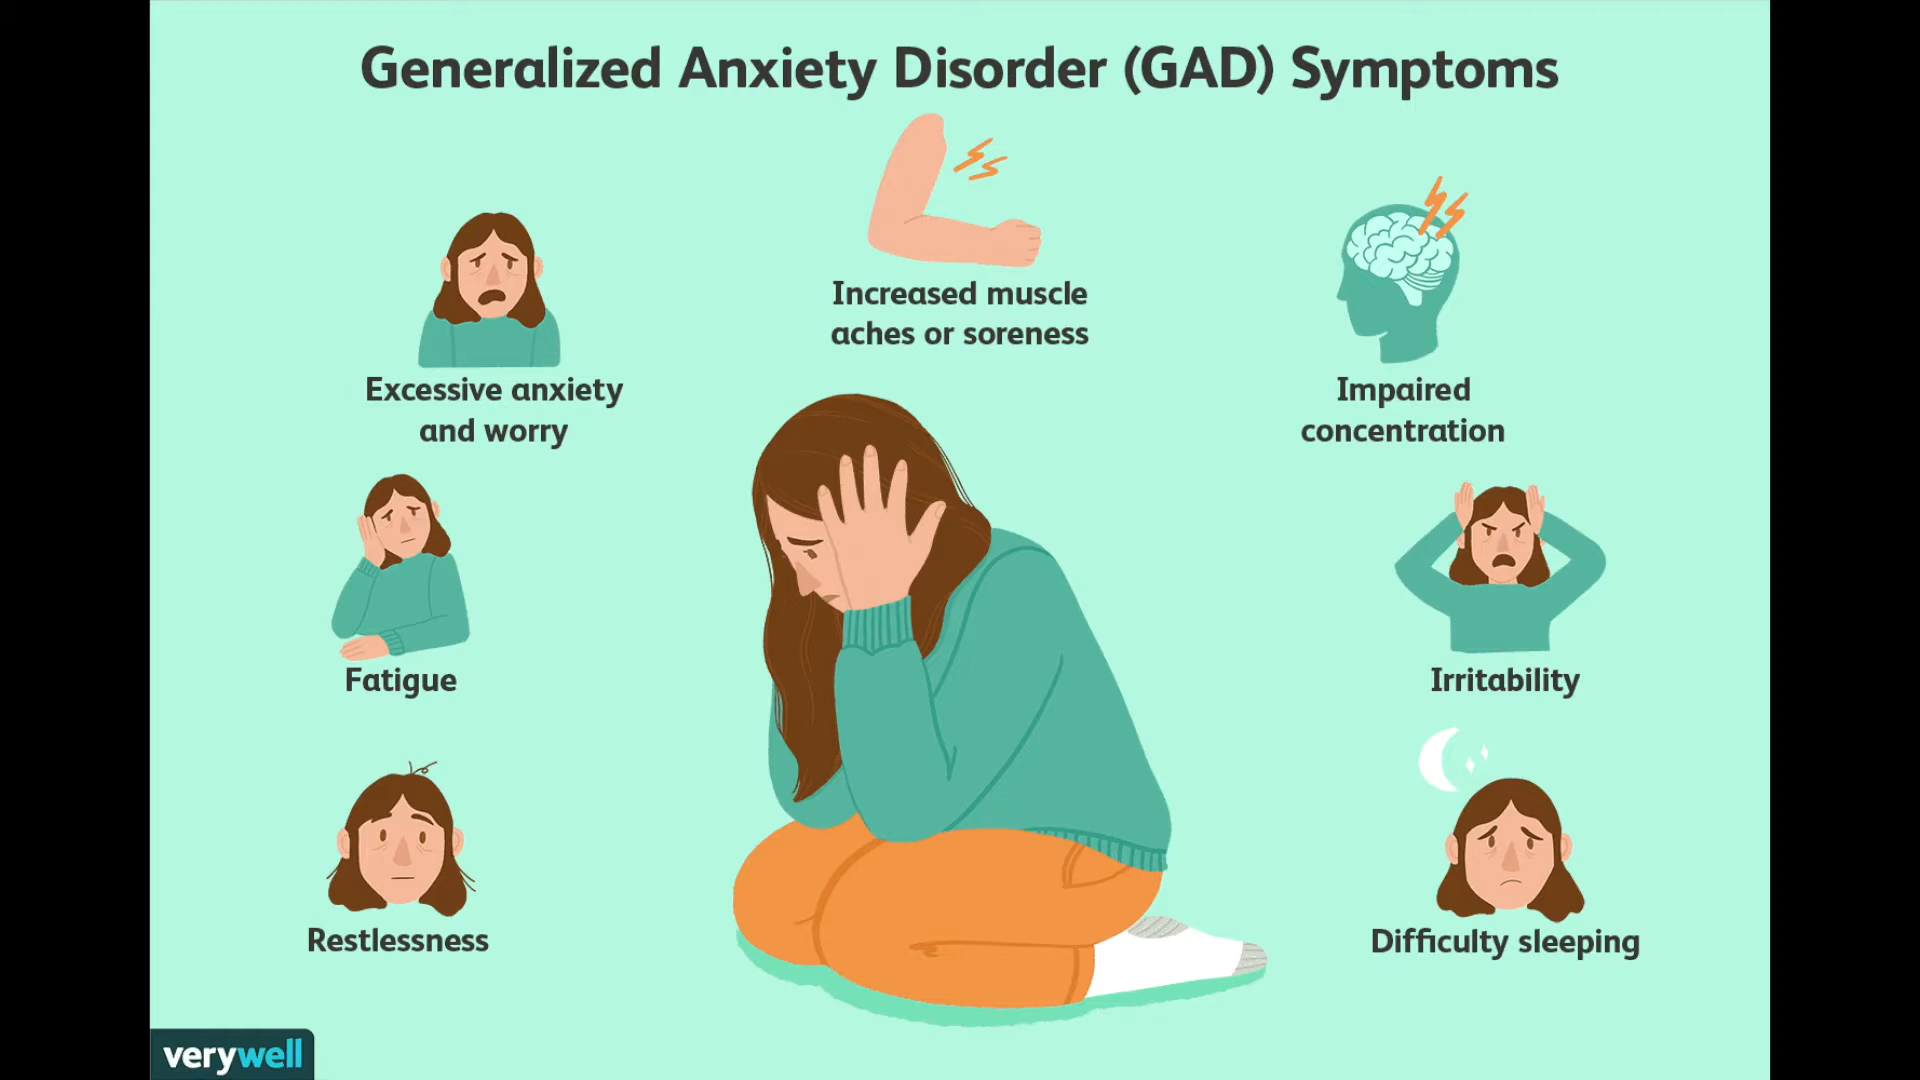 Generalized Anxiety Disorder (GAD) Symptoms
Increased muscle
aches or soreness
Excessive anxiety
and worry
Impaired
concentration
Fatigue
Irritability
Restlessness
Difficulty sleeping
verywell